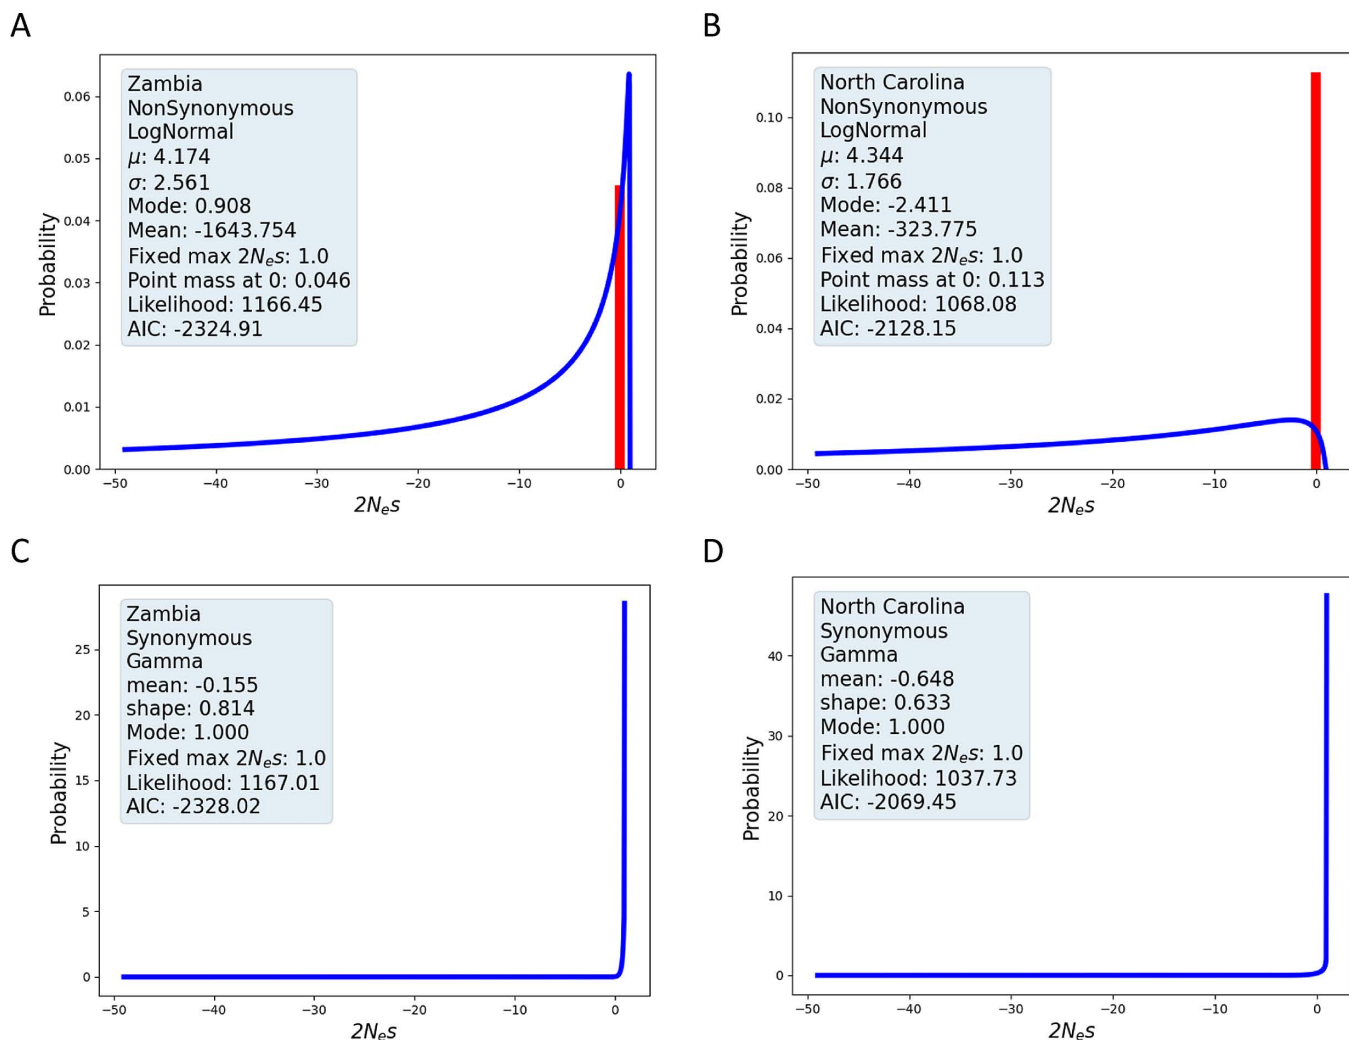 A
B
Zambia
NonSynonymous
LogNormal
μ: 4.174
σ: 2.561
Mode: 0.908
Mean: -1643.754
Fixed max 2Nₑs: 1.0
Point mass at 0: 0.046
Likelihood: 1166.45
AIC: -2324.91
Probability
0.06
0.05
0.04
0.03
0.02
0.01
0.00
−50
−40
−30
−20
−10
0
2Nₑs
North Carolina
NonSynonymous
LogNormal
μ: 4.344
σ: 1.766
Mode: -2.411
Mean: -323.775
Fixed max 2Nₑs: 1.0
Point mass at 0: 0.113
Likelihood: 1068.08
AIC: -2128.15
Probability
0.10
0.08
0.06
0.04
0.02
0.00
−50
−40
−30
−20
−10
0
2Nₑs
C
D
Zambia
Synonymous
Gamma
mean: -0.155
shape: 0.814
Mode: 1.000
Fixed max 2Nₑs: 1.0
Likelihood: 1167.01
AIC: -2328.02
Probability
25
20
15
10
5
0
−50
−40
−30
−20
−10
0
2Nₑs
North Carolina
Synonymous
Gamma
mean: -0.648
shape: 0.633
Mode: 1.000
Fixed max 2Nₑs: 1.0
Likelihood: 1037.73
AIC: -2069.45
Probability
40
30
20
10
0
−50
−40
−30
−20
−10
0
2Nₑs